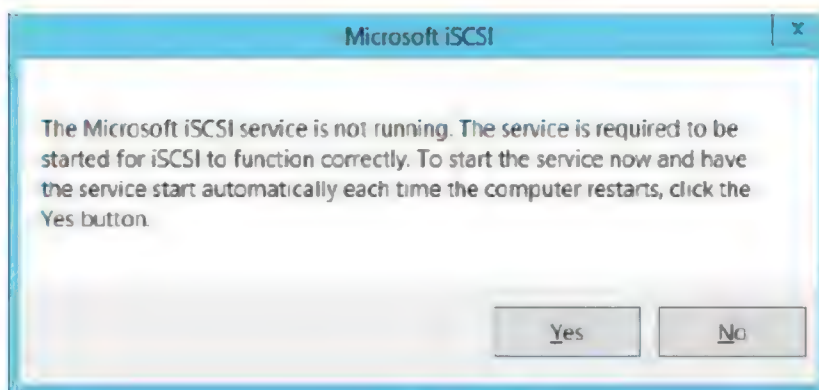 Microsoft iSCSI
x
The Microsoft iSCSI service is not running. The service is required to be
started for iSCSI to function correctly. To start the service now and have
the service start automatically each time the computer restarts, click the
Yes button.
Yes
No